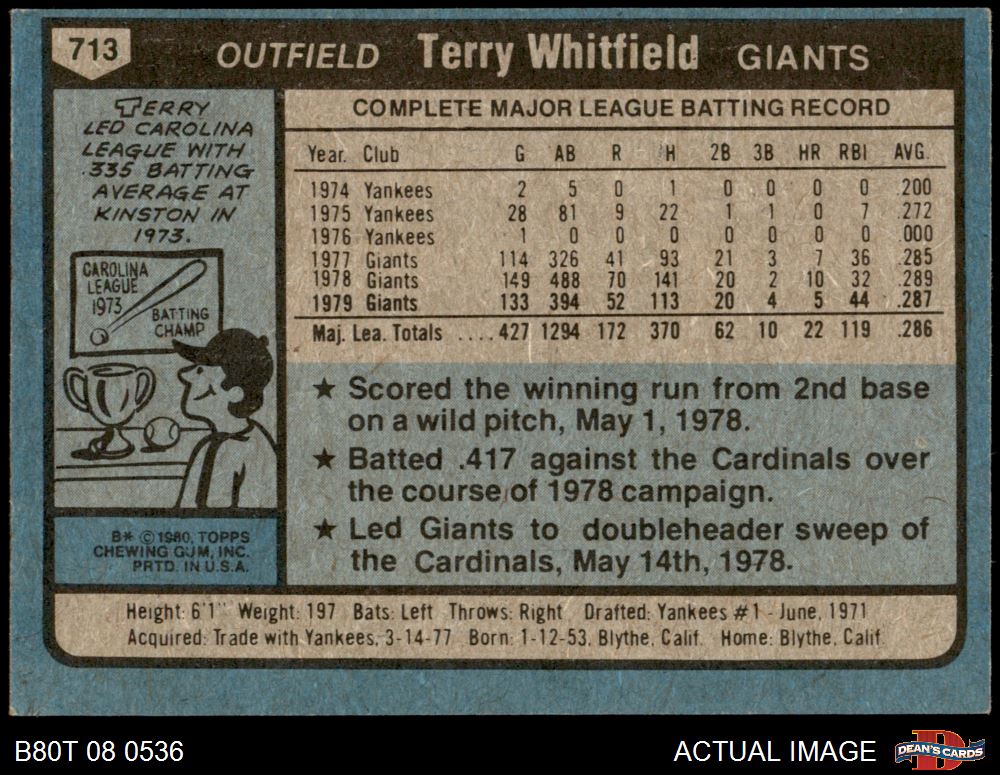 713 OUTFIELD Terry Whitfield GIANTS
TERRY
LED CAROLINA
LEAGUE WITH
.335 BATTING
AVERAGE AT
KINSTON IN
1973.
CAROLINA
LEAGUE
1973
BATTING
CHAMP
B* © 1980, TOPPS
CHEWING GUM, INC.
PRTD. IN U.S.A.
COMPLETE MAJOR LEAGUE BATTING RECORD
Year. Club G AB R H 2B 3B HR RBI AVG.
1974 Yankees 2 5 0 1 0 0 0 0 .200
1975 Yankees 28 81 9 22 1 1 0 7 .272
1976 Yankees 1 0 0 0 0 0 0 0 .000
1977 Giants 114 326 41 93 21 3 7 36 .285
1978 Giants 149 488 70 141 20 2 10 32 .289
1979 Giants 133 394 52 113 20 4 5 44 .287
Maj. Lea. Totals ....427 1294 172 370 62 10 22 119 .286
★ Scored the winning run from 2nd base
on a wild pitch, May 1, 1978.
★ Batted .417 against the Cardinals over
the course of 1978 campaign.
★ Led Giants to doubleheader sweep of
the Cardinals, May 14th, 1978.
Height: 6'1" Weight: 197 Bats: Left Throws: Right Drafted: Yankees #1 - June, 1971
Acquired: Trade with Yankees, 3-14-77 Born: 1-12-53, Blythe, Calif. Home: Blythe, Calif.
B80T 08 0536 ACTUAL IMAGE DEAN'S CARDS